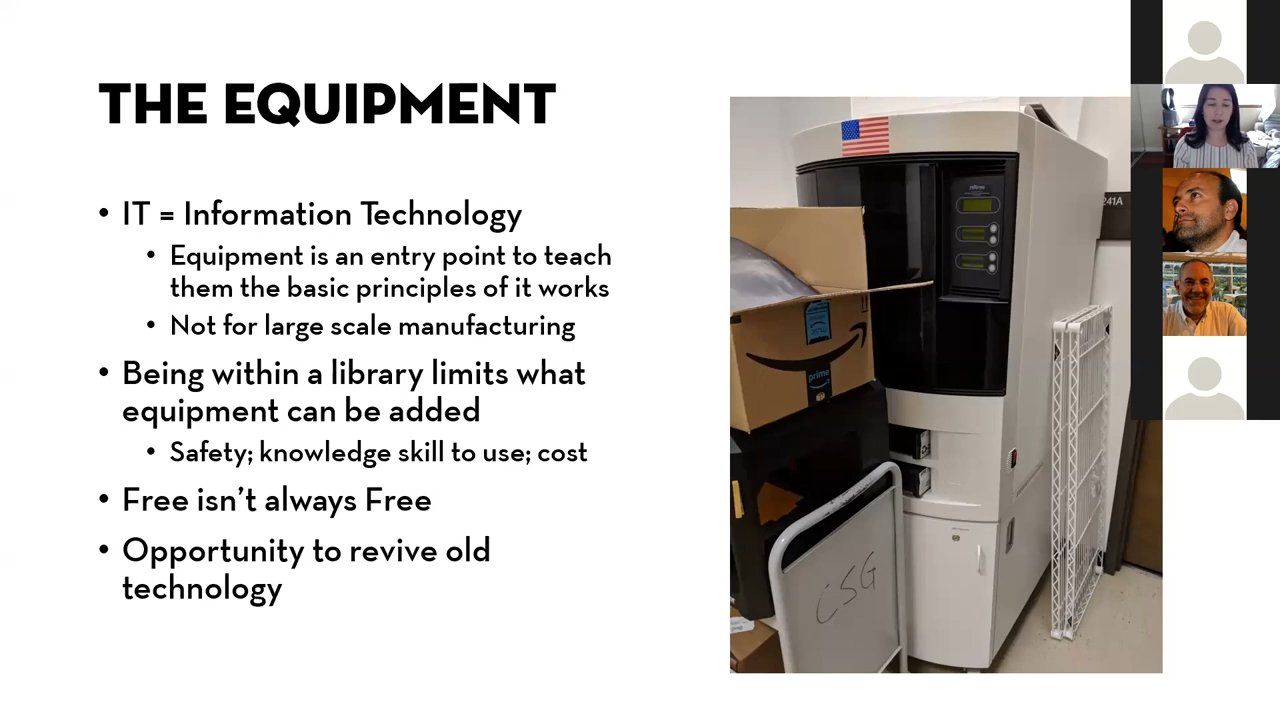 THE EQUIPMENT
• IT = Information Technology
• Equipment is an entry point to teach
them the basic principles of it works
• Not for large scale manufacturing
• Being within a library limits what
equipment can be added
• Safety; knowledge skill to use; cost
• Free isn’t always Free
• Opportunity to revive old
technology
241A
prime
CSG